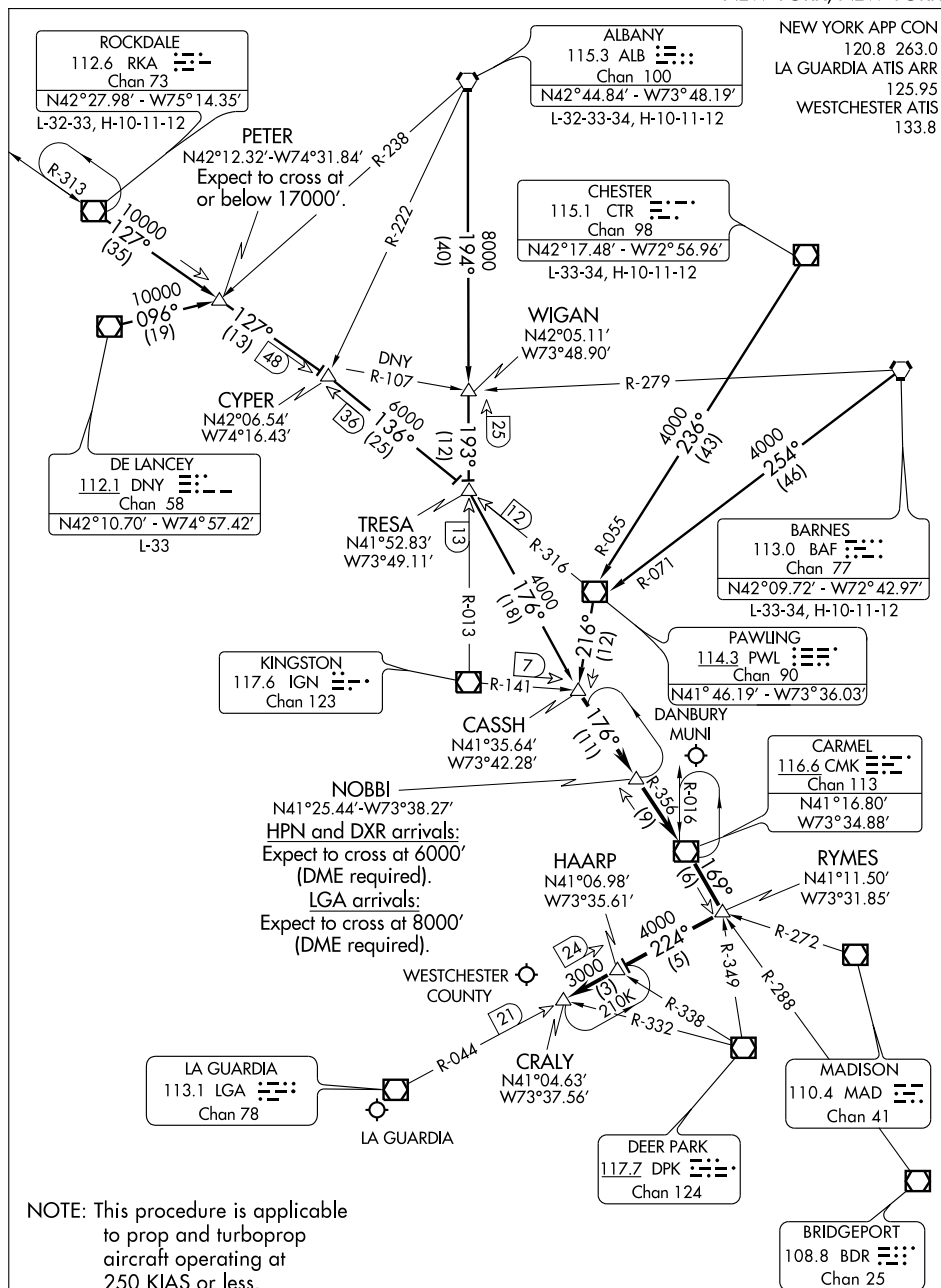 NEW YORK APP CON
120.8 263.0
LA GUARDIA ATIS ARR
125.95
WESTCHESTER ATIS
133.8
ROCKDALE
112.6 RKA
Chan 73
N42°27.98' - W75°14.35'
L-32-33, H-10-11-12
ALBANY
115.3 ALB
Chan 100
N42°44.84' - W73°48.19'
L-32-33-34, H-10-11-12
PETER
N42°12.32'-W74°31.84'
Expect to cross at
or below 17000'.
R-238
R-222
R-313
10000
127°
(35)
8000
194°
(40)
CHESTER
115.1 CTR
Chan 98
N42°17.48' - W72°56.96'
L-33-34, H-10-11-12
10000
096°
(19)
127°
(13)
48
WIGAN
N42°05.11'
W73°48.90'
DNY
R-107
R-279
CYPER
N42°06.54'
W74°16.43'
36
6000
136°
(25)
193°
(12)
25
4000
236°
(43)
4000
254°
(46)
DE LANCEY
112.1 DNY
Chan 58
N42°10.70' - W74°57.42'
L-33
TRESA
N41°52.83'
W73°49.11'
13
12
R-316
R-055
R-071
BARNES
113.0 BAF
Chan 77
N42°09.72' - W72°42.97'
L-33-34, H-10-11-12
R-013
4000
176°
(18)
216°
(12)
PAWLING
114.3 PWL
Chan 90
N41°46.19' - W73°36.03'
KINGSTON
117.6 IGN
Chan 123
R-141
7
CASSH
N41°35.64'
W73°42.28'
176°
(11)
DANBURY
MUNI
CARMEL
116.6 CMK
Chan 113
N41°16.80'
W73°34.88'
NOBBI
N41°25.44'-W73°38.27'
HPN and DXR arrivals:
Expect to cross at 6000'
(DME required).
LGA arrivals:
Expect to cross at 8000'
(DME required).
R-356
(9)
R-016
169°
(6)
HAARP
N41°06.98'
W73°35.61'
RYMES
N41°11.50'
W73°31.85'
4000
224°
(5)
R-272
R-349
R-288
24
3000
(3)
210K
WESTCHESTER
COUNTY
R-338
R-332
21
R-044
CRALY
N41°04.63'
W73°37.56'
LA GUARDIA
113.1 LGA
Chan 78
LA GUARDIA
MADISON
110.4 MAD
Chan 41
DEER PARK
117.7 DPK
Chan 124
BRIDGEPORT
108.8 BDR
Chan 25
NOTE: This procedure is applicable
to prop and turboprop
aircraft operating at
250 KIAS or less.